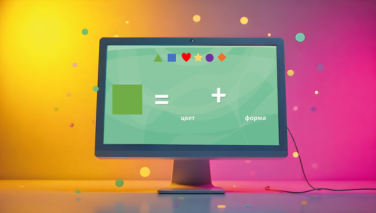 = +
цвет форма